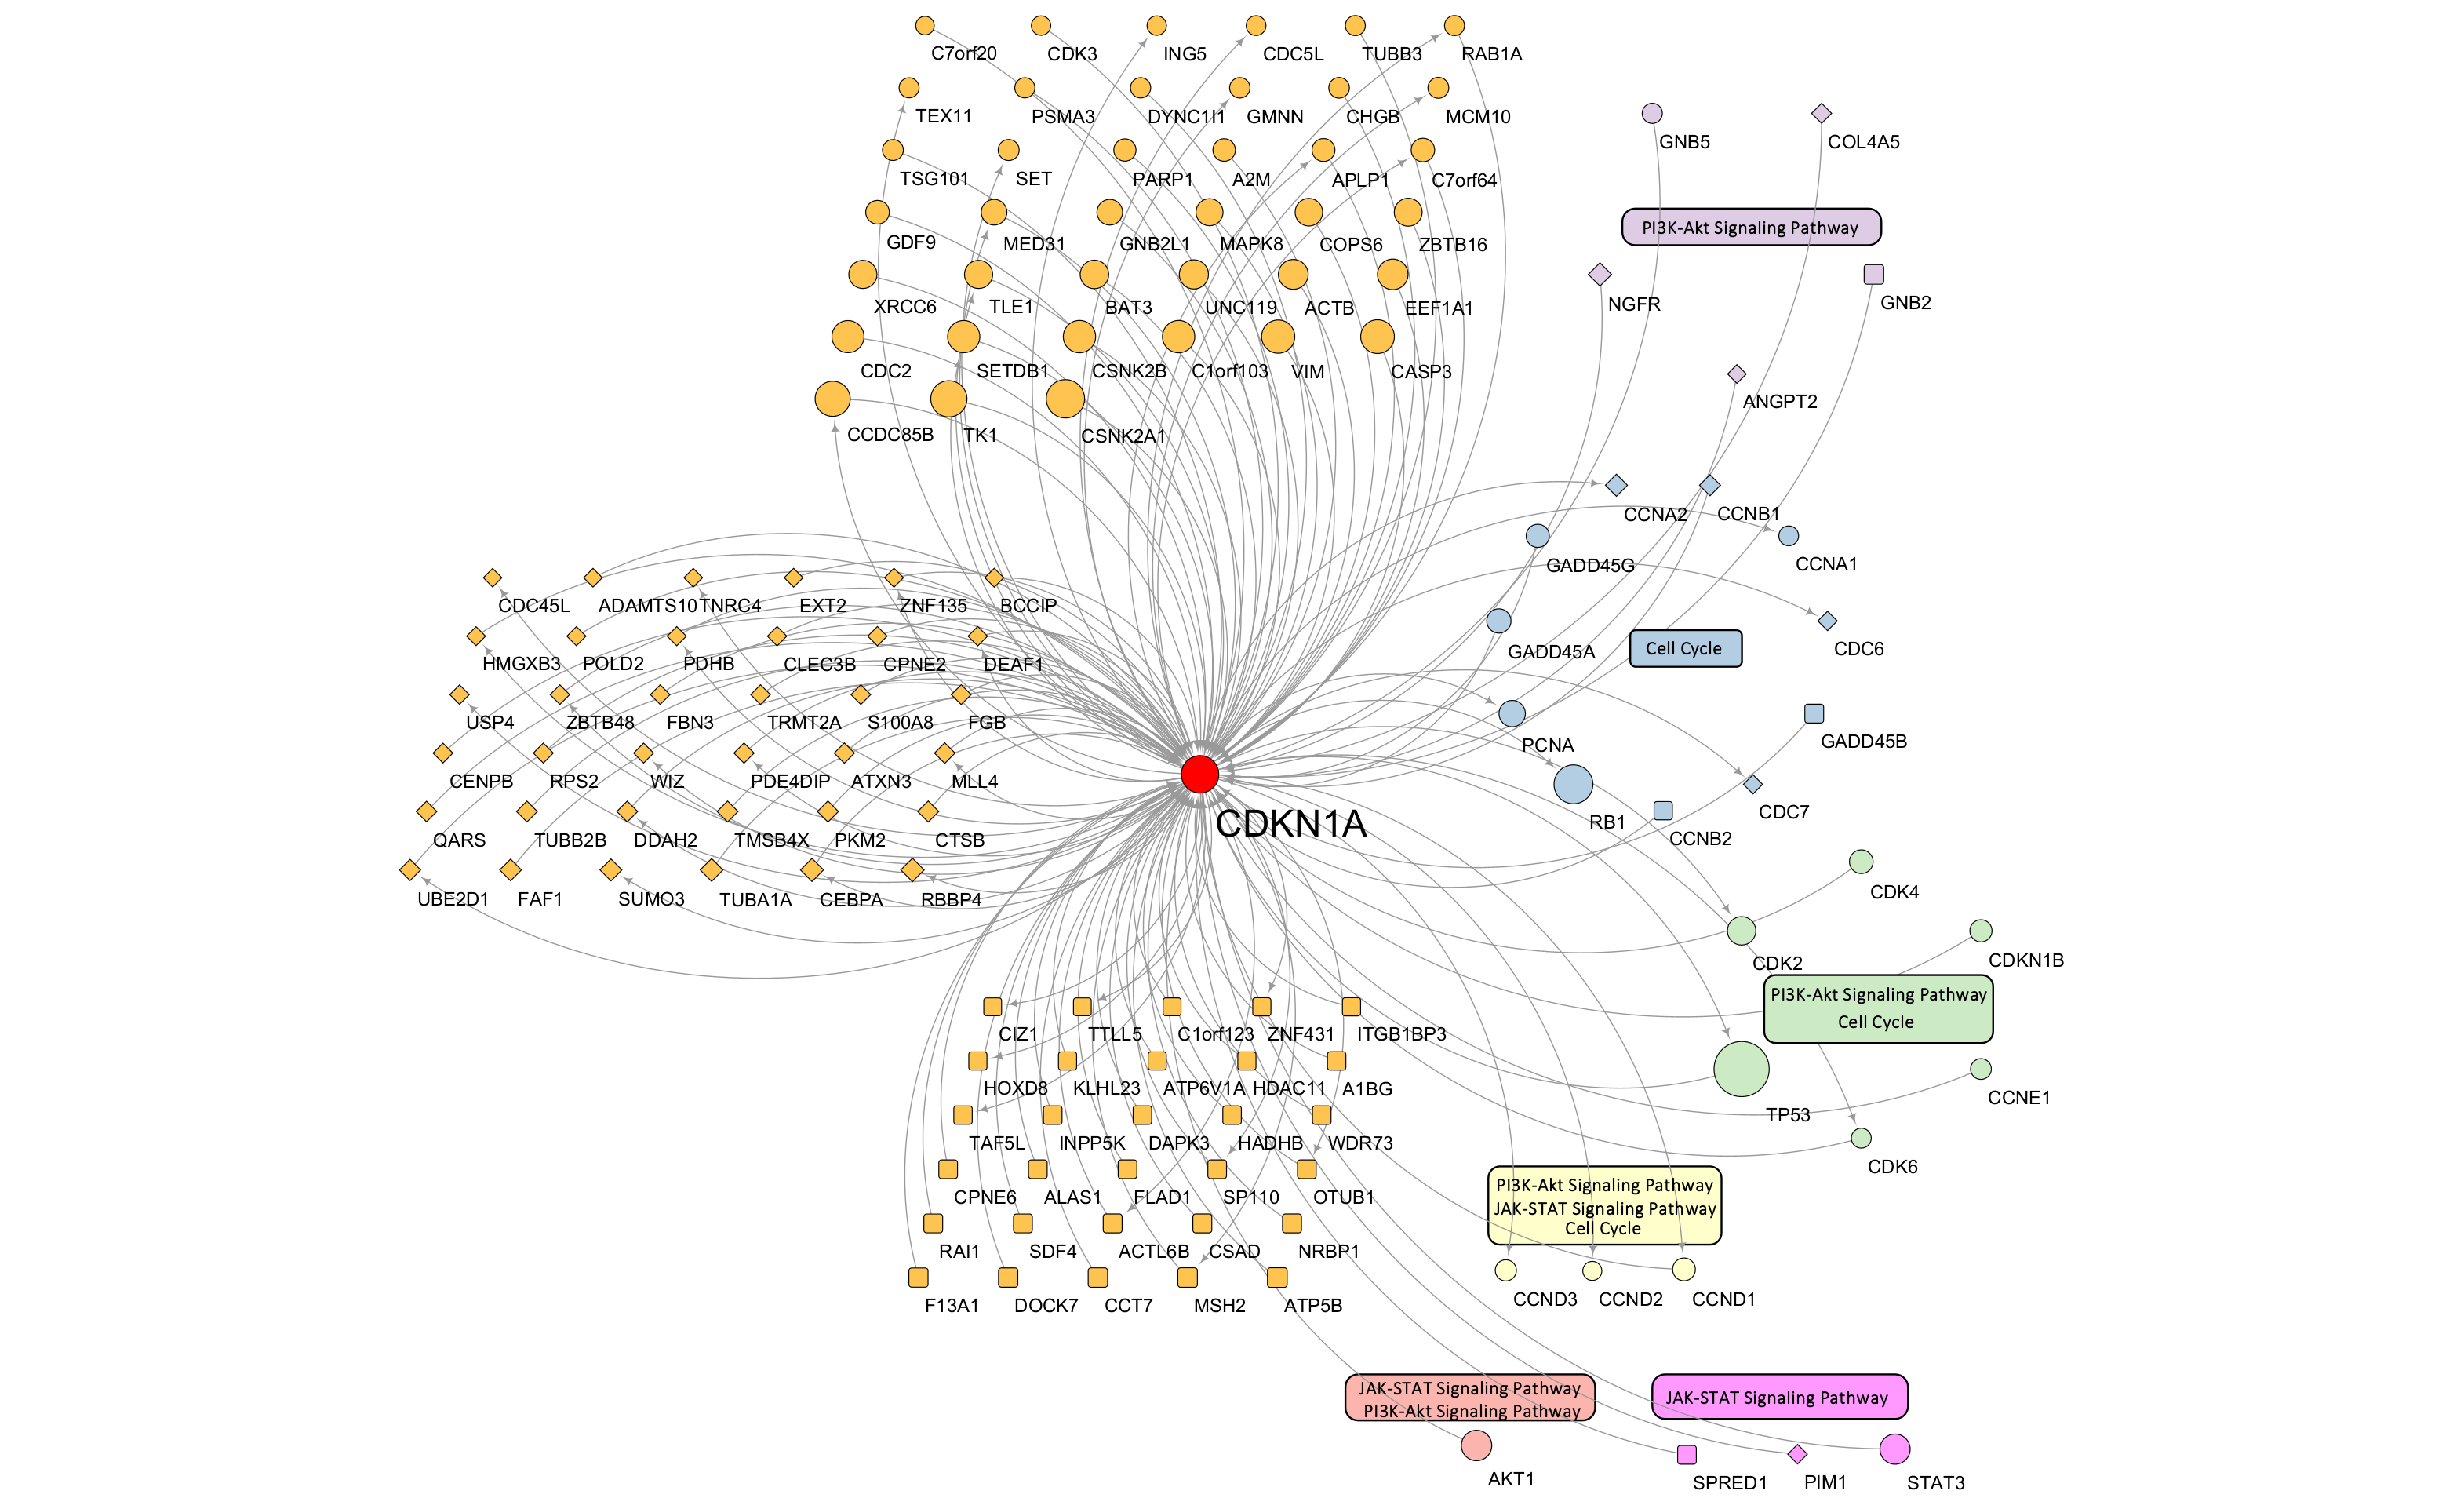 C7orf20 CDK3 ING5 CDC5L TUBB3 RAB1A
TEX11 PSMA3 DYNC1I1 GMNN CHGB MCM10
TSG101 SET PARP1 A2M APLP1 C7orf64
GDF9 MED31 GNB2L1 MAPK8 COPS6 ZBTB16
XRCC6 TLE1 BAT3 UNC119 ACTB EEF1A1
CDC2 SETDB1 CSNK2B C1orf103 VIM CASP3
CCDC85B TK1 CSNK2A1
GNB5 COL4A5
PI3K-Akt Signaling Pathway
NGFR GNB2
ANGPT2
CCNA2 CCNB1
GADD45G CCNA1
GADD45A
Cell Cycle
CDC6
PCNA GADD45B
RB1 CCNB2 CDC7
CDC45L ADAMTS10 TNRC4 EXT2 ZNF135 BCCIP
HMGXB3 POLD2 PDHB CLEC3B CPNE2 DEAF1
USP4 ZBTB48 FBN3 TRMT2A S100A8 FGB
CENPB RPS2 WIZ PDE4DIP ATXN3 MLL4
QARS TUBB2B DDAH2 TMSB4X PKM2 CTSB
UBE2D1 FAF1 SUMO3 TUBA1A CEBPA RBBP4
CDKN1A
CDK4
CDK2 CDKN1B
PI3K-Akt Signaling Pathway
Cell Cycle
TP53 CCNE1
CDK6
CIZ1 TTLL5 C1orf123 ZNF431 ITGB1BP3
HOXD8 KLHL23 ATP6V1A HDAC11 A1BG
TAF5L INPP5K DAPK3 HADHB WDR73
CPNE6 ALAS1 FLAD1 SP110 OTUB1
RAI1 SDF4 ACTL6B CSAD NRBP1
F13A1 DOCK7 CCT7 MSH2 ATP5B
PI3K-Akt Signaling Pathway
JAK-STAT Signaling Pathway
Cell Cycle
CCND3 CCND2 CCND1
JAK-STAT Signaling Pathway
PI3K-Akt Signaling Pathway
AKT1
JAK-STAT Signaling Pathway
SPRED1 PIM1 STAT3